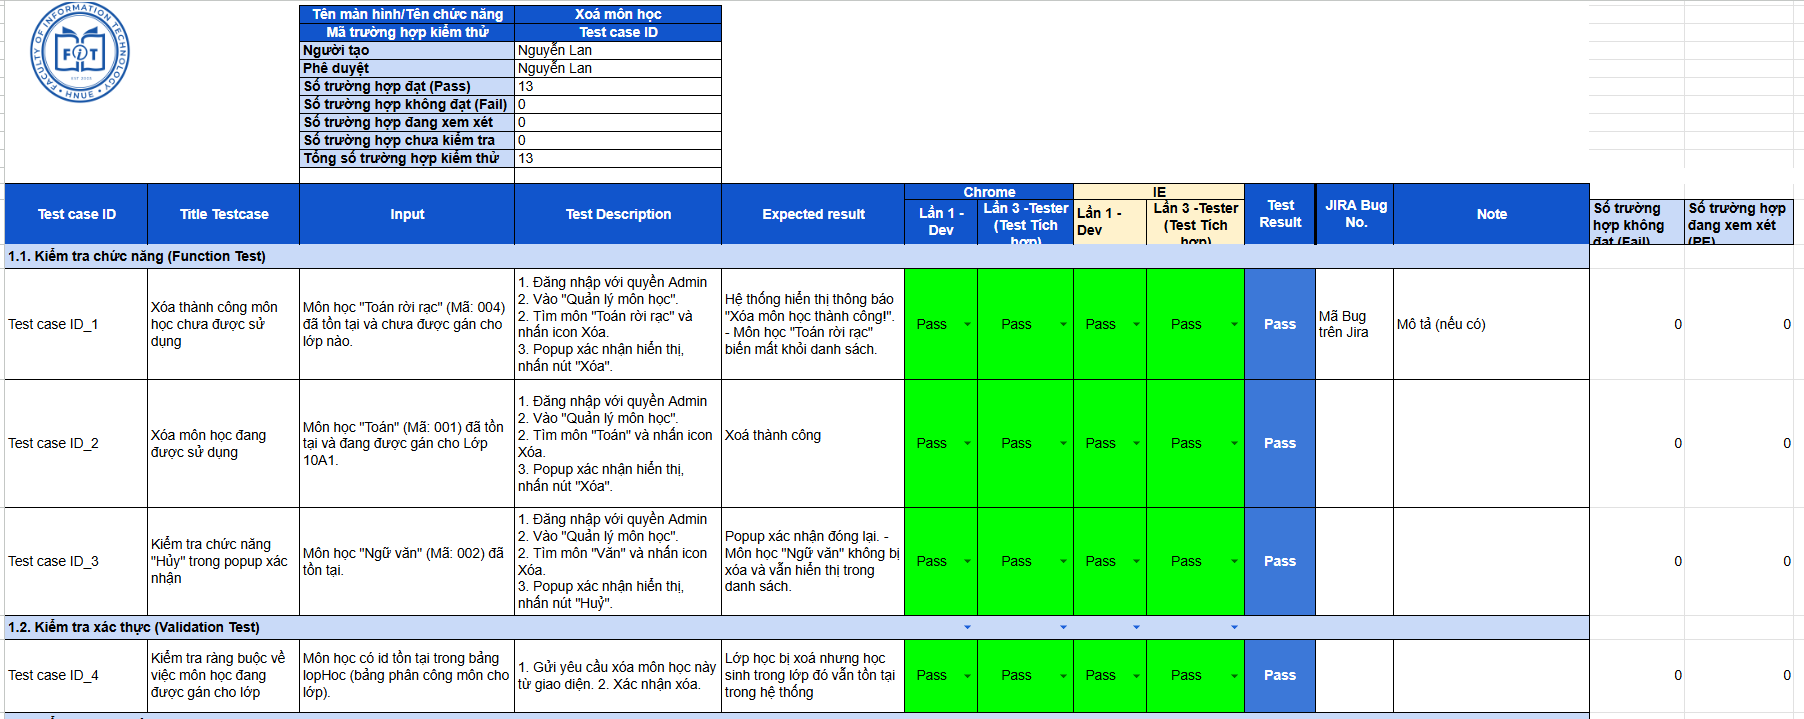 FACULTY OF INFORMATION TECHNOLOGY
FIT
HNUE
Tên màn hình/Tên chức năng Xoá môn học
Mã trường hợp kiểm thử Test case ID
Người tạo Nguyễn Lan
Phê duyệt Nguyễn Lan
Số trường hợp đạt (Pass) 13
Số trường hợp không đạt (Fail) 0
Số trường hợp đang xem xét 0
Số trường hợp chưa kiểm tra 0
Tổng số trường hợp kiểm thử 13
Test case ID
Title Testcase
Input
Test Description
Expected result
Chrome
Lần 1 -
Dev
Lần 3 -Tester
(Test Tích
hợp)
IE
Lần 1 -
Dev
Lần 3 -Tester
(Test Tích
hợp)
Test
Result
JIRA Bug
No.
Note
Số trường
hợp không
đạt (Fail)
Số trường hợp
đang xem xét
(PE)
1.1. Kiểm tra chức năng (Function Test)
Test case ID_1
Xóa thành công môn
học chưa được sử
dụng
Môn học "Toán rời rạc" (Mã: 004)
đã tồn tại và chưa được gán cho
lớp nào.
1. Đăng nhập với quyền Admin
2. Vào "Quản lý môn học".
2. Tìm môn "Toán rời rạc" và
nhấn icon Xóa.
3. Popup xác nhận hiển thị,
nhấn nút "Xóa".
Hệ thống hiển thị thông báo
"Xóa môn học thành công!".
- Môn học "Toán rời rạc"
biến mất khỏi danh sách.
Pass Pass Pass Pass Pass
Mã Bug
trên Jira
Mô tả (nếu có)
0 0
Test case ID_2
Xóa môn học đang
được sử dụng
Môn học "Toán" (Mã: 001) đã tồn
tại và đang được gán cho Lớp
10A1.
1. Đăng nhập với quyền Admin
2. Vào "Quản lý môn học".
2. Tìm môn "Toán" và nhấn icon
Xóa.
3. Popup xác nhận hiển thị,
nhấn nút "Xóa".
Xoá thành công
Pass Pass Pass Pass Pass
0 0
Test case ID_3
Kiểm tra chức năng
"Hủy" trong popup xác
nhận
Môn học "Ngữ văn" (Mã: 002) đã
tồn tại.
1. Đăng nhập với quyền Admin
2. Vào "Quản lý môn học".
2. Tìm môn "Văn" và nhấn icon
Xóa.
3. Popup xác nhận hiển thị,
nhấn nút "Huỷ".
Popup xác nhận đóng lại. -
Môn học "Ngữ văn" không bị
xóa và vẫn hiển thị trong
danh sách.
Pass Pass Pass Pass Pass
0 0
1.2. Kiểm tra xác thực (Validation Test)
Test case ID_4
Kiểm tra ràng buộc về
việc môn học đang
được gán cho lớp
Môn học có id tồn tại trong bảng
lopHoc (bảng phân công môn cho
lớp).
1. Gửi yêu cầu xóa môn học này
từ giao diện. 2. Xác nhận xóa.
Lớp học bị xoá nhưng học
sinh trong lớp đó vẫn tồn tại
trong hệ thống
Pass Pass Pass Pass Pass
0 0